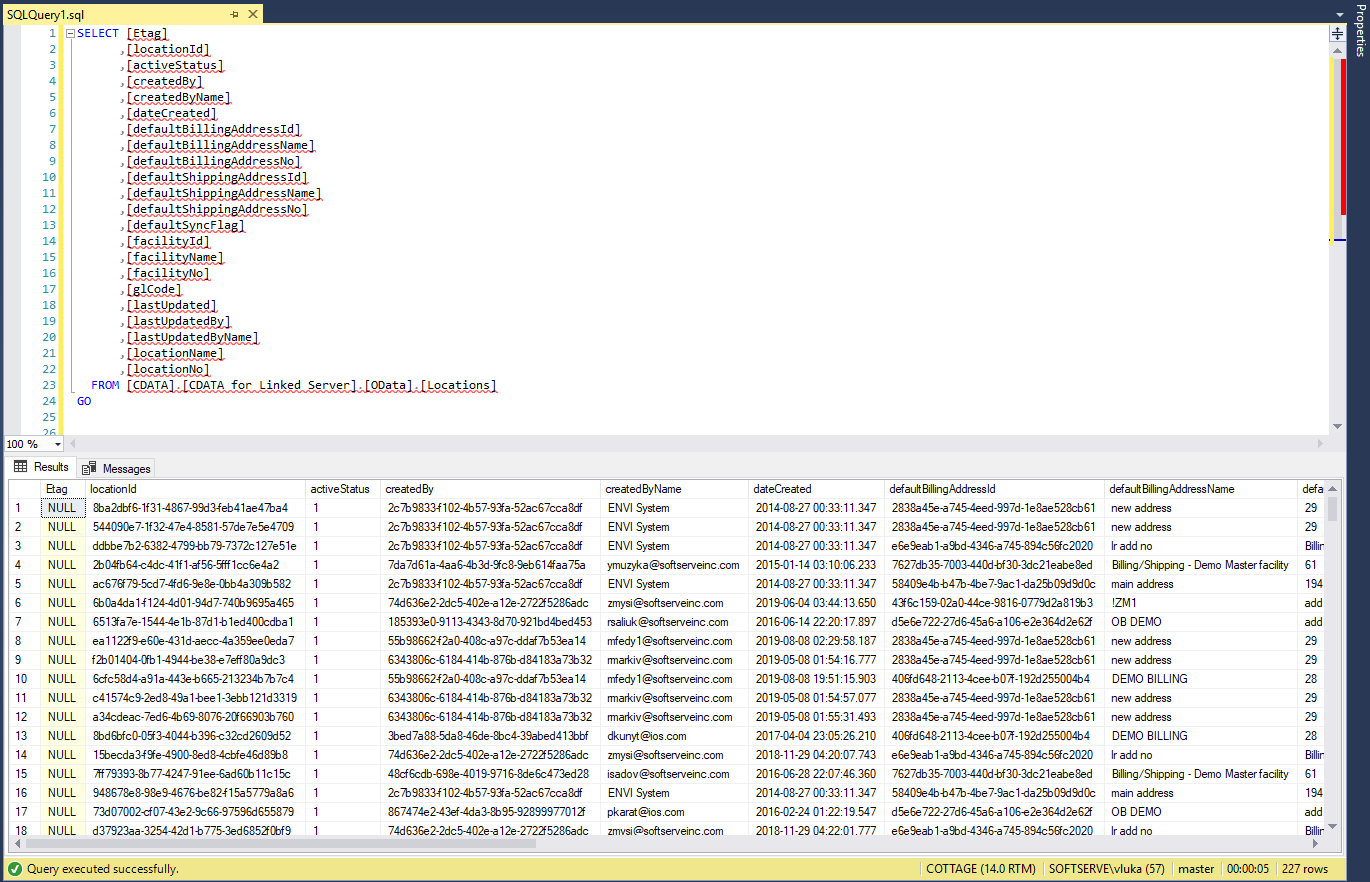 SQLQuery1.sql
Properties
1 SELECT [Etag]
2 ,[locationId]
3 ,[activeStatus]
4 ,[createdBy]
5 ,[createdByName]
6 ,[dateCreated]
7 ,[defaultBillingAddressId]
8 ,[defaultBillingAddressName]
9 ,[defaultBillingAddressNo]
10 ,[defaultShippingAddressId]
11 ,[defaultShippingAddressName]
12 ,[defaultShippingAddressNo]
13 ,[defaultSyncFlag]
14 ,[facilityId]
15 ,[facilityName]
16 ,[facilityNo]
17 ,[glCode]
18 ,[lastUpdated]
19 ,[lastUpdatedBy]
20 ,[lastUpdatedByName]
21 ,[locationName]
22 ,[locationNo]
23 FROM [CDATA].[CDATA for Linked Server].[OData].[Locations]
24 GO
25
26
100 %
Results Messages
Etag locationId activeStatus createdBy createdByName dateCreated defaultBillingAddressId defaultBillingAddressName defa
1 NULL 8ba2dbf6-1f31-4867-99d3-feb41ae47ba4 1 2c7b9833-f102-4b57-93fa-52ac67cca8df ENVI System 2014-08-27 00:33:11.347 2838a45e-a741-45ee-4eed-997d-1e8ae528cb61 new address 29
2 NULL 544090e7-1f32-47e4-8581-57de7e5e4709 1 2c7b9833-f102-4b57-93fa-52ac67cca8df ENVI System 2014-08-27 00:33:11.347 2838a45e-a745-4eed-997d-1e8ae528cb61 new address 29
3 NULL ddbbe7b2-6382-4799-bb79-7372c127e51e 1 2c7b9833-f102-4b57-93fa-52ac67cca8df ENVI System 2014-08-27 00:33:11.347 e6e9eab1-a9bd-4346-a745-894c56fc2020 lr add no Billin
4 NULL 2b04fb64-c4dc-41f1-af56-5fff1cc6e4a2 1 7da7d61a-4aa6-4b3d-9fc8-9eb614faa75a ymuzyka@softserveinc.com 2015-01-14 03:10:06.233 7627db35-7003-440d-bf30-3dc21eabe8ed Billing/Shipping - Demo Master facility 61
5 NULL ac676f79-5cd7-4fd6-9e8e-0bb4a309b582 1 2c7b9833-f102-4b57-93fa-52ac67cca8df ENVI System 2014-08-27 00:33:11.347 58409e4b-b47b-4be7-9ac1-da25b09d9d0c main address 194
6 NULL 6b0a4da1-f124-4d01-94d7-740b9695a465 1 74d636e2-2dc5-402e-a12e-2722f5286adc zmysi@softserveinc.com 2019-06-04 03:44:13.650 43f6c159-02a0-44ce-9816-0779d2a819b3 !ZM1 add
7 NULL 6513fa7e-1544-4e1b-87d1-b1ed400cdba1 1 185393e0-9113-4343-8d70-921bd4bed453 rsaliuk@softserveinc.com 2016-06-14 22:20:17.897 d5e6e722-27d6-45a6-a106-e2e364d2e62f OB DEMO add
8 NULL ea1122f9-e60e-431d-aecc-4a359ee0eda7 1 55b98662-f2a0-408c-a97c-ddaf7b53ea14 mfedy1@softserveinc.com 2019-08-08 02:29:58.187 2838a45e-a745-4eed-997d-1e8ae528cb61 new address 29
9 NULL f2b01404-0fb1-4944-be38-e7eff80a9dc3 1 6343806c-6184-414b-876b-d84183a73b32 rmarkiv@softserveinc.com 2019-05-08 01:54:16.777 2838a45e-a745-4eed-997d-1e8ae528cb61 new address 29
10 NULL 6cfc58d4-a91a-443e-b665-213234b7b7c4 1 55b98662-f2a0-408c-a97c-ddaf7b53ea14 mfedy1@softserveinc.com 2019-08-08 19:51:15.903 406fd648-2113-4cee-b07f-192d255004b4 DEMO BILLING 28
11 NULL c41574c9-2ed8-49a1-bee1-3ebb121d3319 1 6343806c-6184-414b-876b-d84183a73b32 rmarkiv@softserveinc.com 2019-05-08 01:54:57.077 2838a45e-a745-4eed-997d-1e8ae528cb61 new address 29
12 NULL a34cdeac-7ed6-4b69-8076-20f66903b760 1 6343806c-6184-414b-876b-d84183a73b32 rmarkiv@softserveinc.com 2019-05-08 01:55:31.493 2838a45e-a745-4eed-997d-1e8ae528cb61 new address 29
13 NULL 8bd6bfc0-05f3-4044-b396-c32cd2609d52 1 3bed7a88-5da8-46de-8bc4-39abed413bbf dkunyt@ios.com 2017-04-04 23:05:26.210 406fd648-2113-4cee-b07f-192d255004b4 DEMO BILLING 28
14 NULL 15becda3-f9fe-4900-8ed8-4cbfe46d89b8 1 74d636e2-2dc5-402e-a12e-2722f5286adc zmysi@softserveinc.com 2018-11-29 04:20:07.743 e6e9eab1-a9bd-4346-a745-894c56fc2020 lr add no Billin
15 NULL 7ff79393-8b77-4247-91ee-6ad60b11c15c 1 48cf6cdb-698e-4019-9716-8de6c473ed28 isadov@softserveinc.com 2016-06-28 22:07:46.360 7627db35-7003-440d-bf30-3dc21eabe8ed Billing/Shipping - Demo Master facility 61
16 NULL 948678e8-98e9-4676-be82-f15a5779a8a6 1 2c7b9833-f102-4b57-93fa-52ac67cca8df ENVI System 2014-08-27 00:33:11.347 58409e4b-b47b-4be7-9ac1-da25b09d9d0c main address 194
17 NULL 73d07002-cf07-43e2-9c66-97596d655879 1 867474e2-43ef-4da3-8b95-92899977012f pkarat@ios.com 2016-02-24 01:22:19.547 d5e6e722-27d6-45a6-a106-e2e364d2e62f OB DEMO add
18 NULL d37923aa-3254-42d1-b775-3ed6852f0bf9 1 74d636e2-2dc5-402e-a12e-2722f5286adc zmysi@softserveinc.com 2018-11-29 04:22:01.777 e6e9eab1-a9bd-4346-a745-894c56fc2020 lr add no Billin
Query executed successfully. COTTAGE (14.0 RTM) SOFTSERVE\vluka (57) master 00:00:05 227 rows